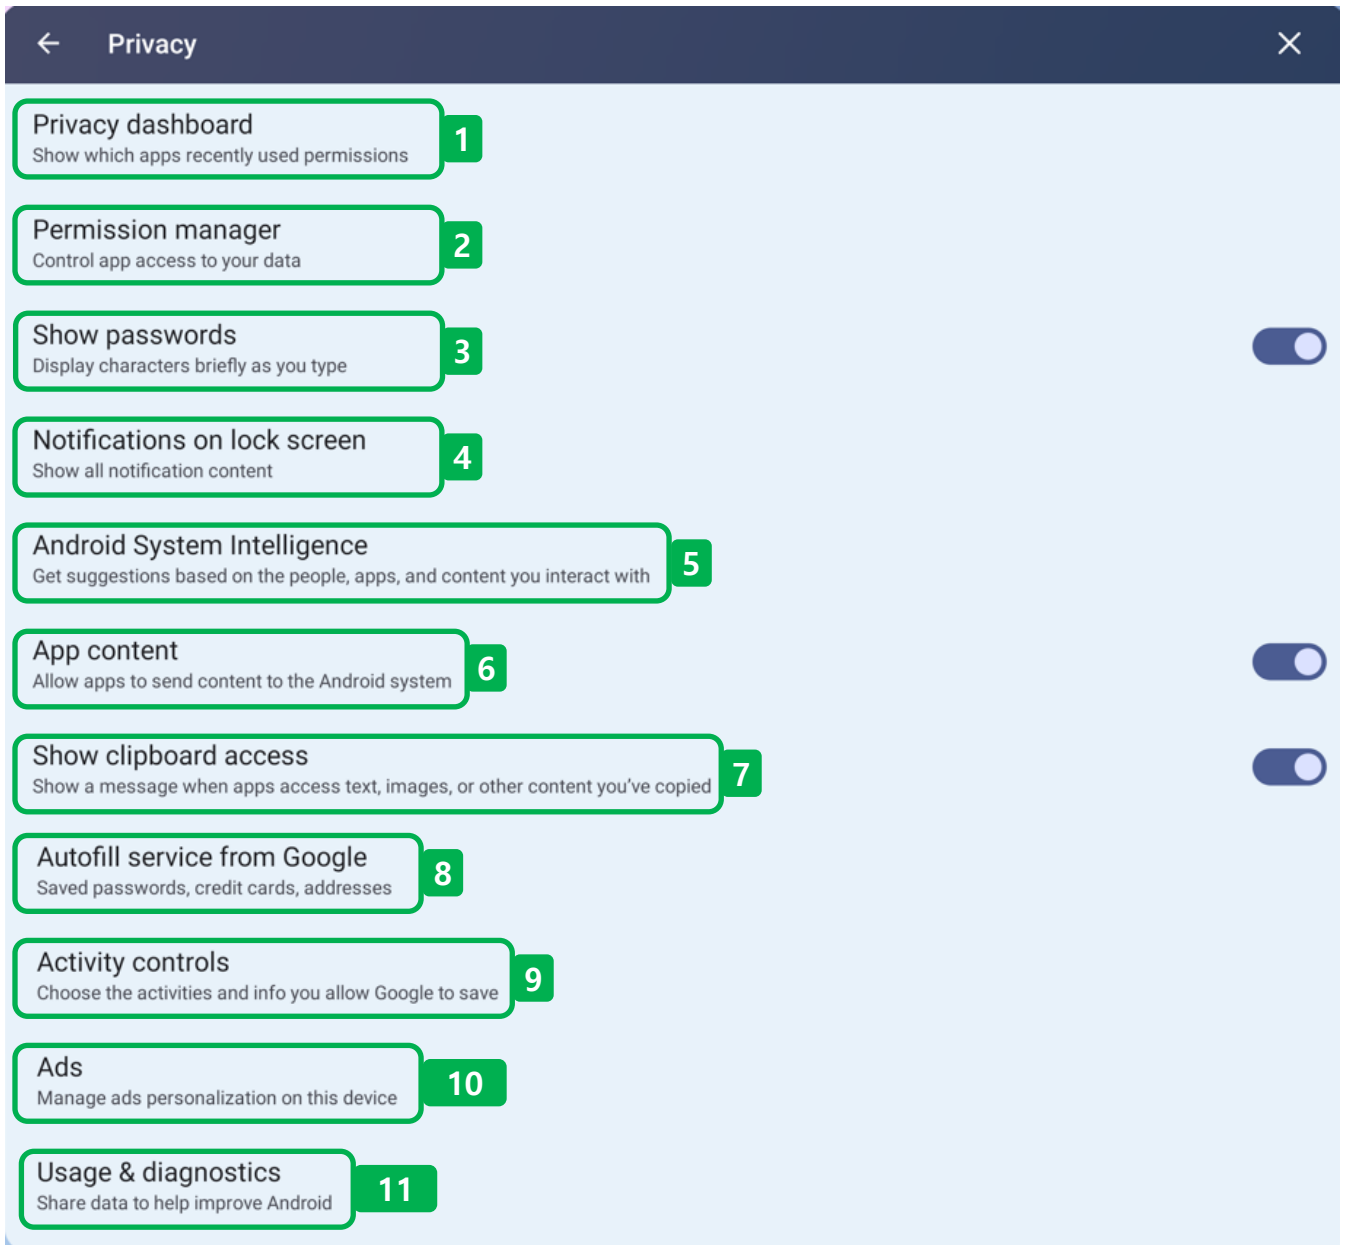 Privacy
Privacy dashboard
Show which apps recently used permissions
1
Permission manager
Control app access to your data
2
Show passwords
Display characters briefly as you type
3
Notifications on lock screen
Show all notification content
4
Android System Intelligence
Get suggestions based on the people, apps, and content you interact with
5
App content
Allow apps to send content to the Android system
6
Show clipboard access
Show a message when apps access text, images, or other content you've copied
7
Autofill service from Google
Saved passwords, credit cards, addresses
8
Activity controls
Choose the activities and info you allow Google to save
9
Ads
Manage ads personalization on this device
10
Usage & diagnostics
Share data to help improve Android
11